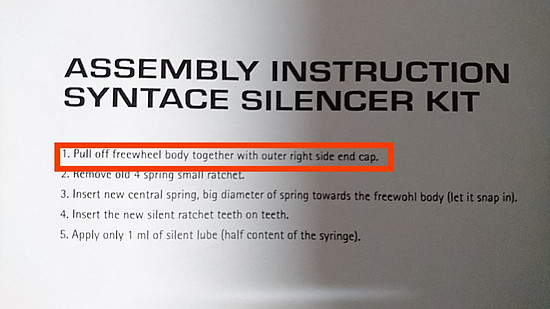 ASSEMBLY INSTRUCTION
SYNTACE SILENCER KIT
1. Pull off freewheel body together with outer right side end cap.
2. Remove old 4 spring small ratchet.
3. Insert new central spring, big diameter of spring towards the freewohl body (let it snap in).
4. Insert the new silent ratchet teeth on teeth.
5. Apply only 1 ml of silent lube (half content of the syringe).